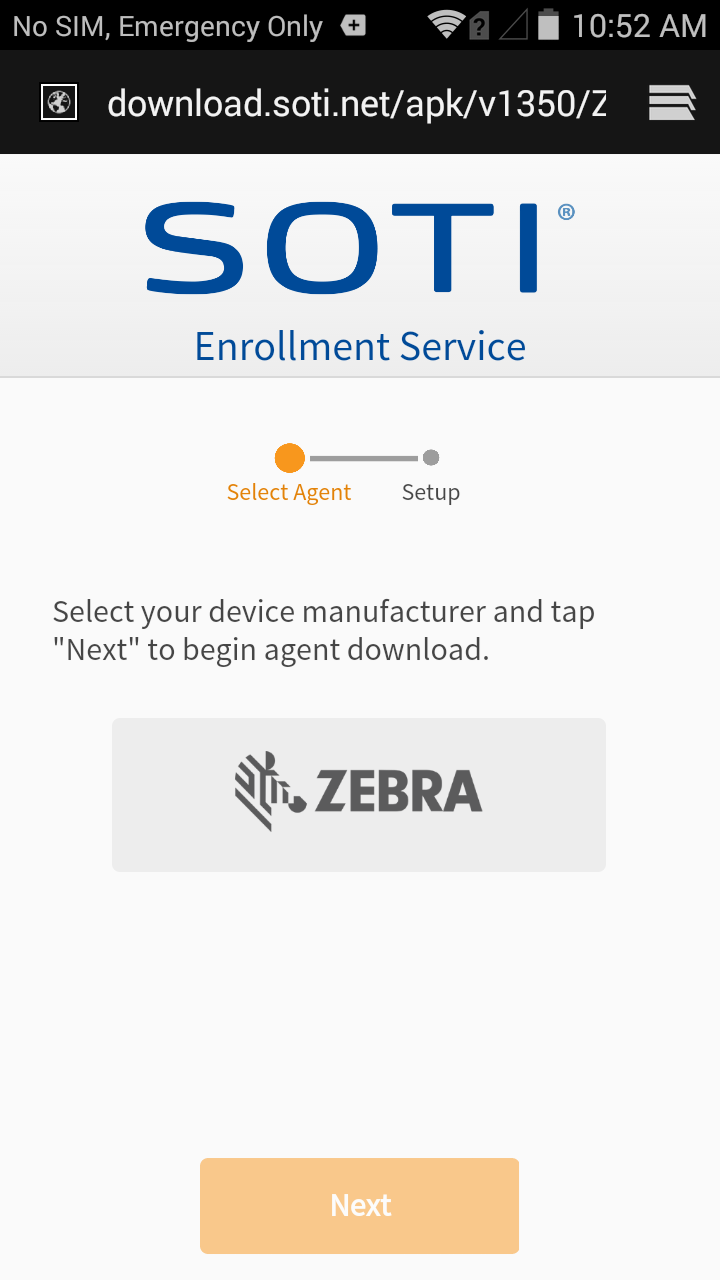 No SIM, Emergency Only 10:52 AM
download.soti.net/apk/v1350/Z
SOTI®
Enrollment Service
Select Agent Setup
Select your device manufacturer and tap
"Next" to begin agent download.
ZEBRA
Next